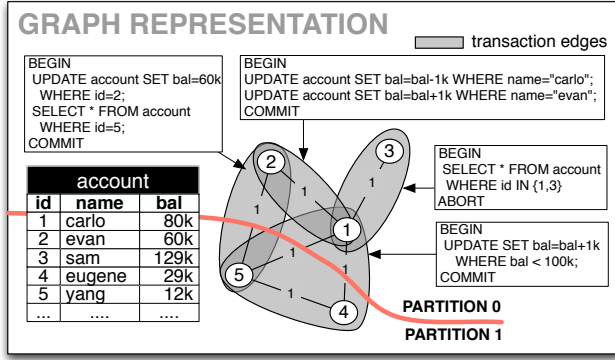 GRAPH REPRESENTATION
transaction edges
BEGIN
UPDATE account SET bal=60k
WHERE id=2;
SELECT * FROM account
WHERE id=5;
COMMIT
BEGIN
UPDATE account SET bal=bal-1k WHERE name="carlo";
UPDATE account SET bal=bal+1k WHERE name="evan";
COMMIT
BEGIN
SELECT * FROM account
WHERE id IN {1,3}
ABORT
BEGIN
UPDATE SET bal=bal+1k
WHERE bal < 100k;
COMMIT
account
id name bal
1 carlo 80k
2 evan 60k
3 sam 129k
4 eugene 29k
5 yang 12k
... .... ....
3
2
1
1
1
1
1
1
1
5
1
4
PARTITION 0
PARTITION 1